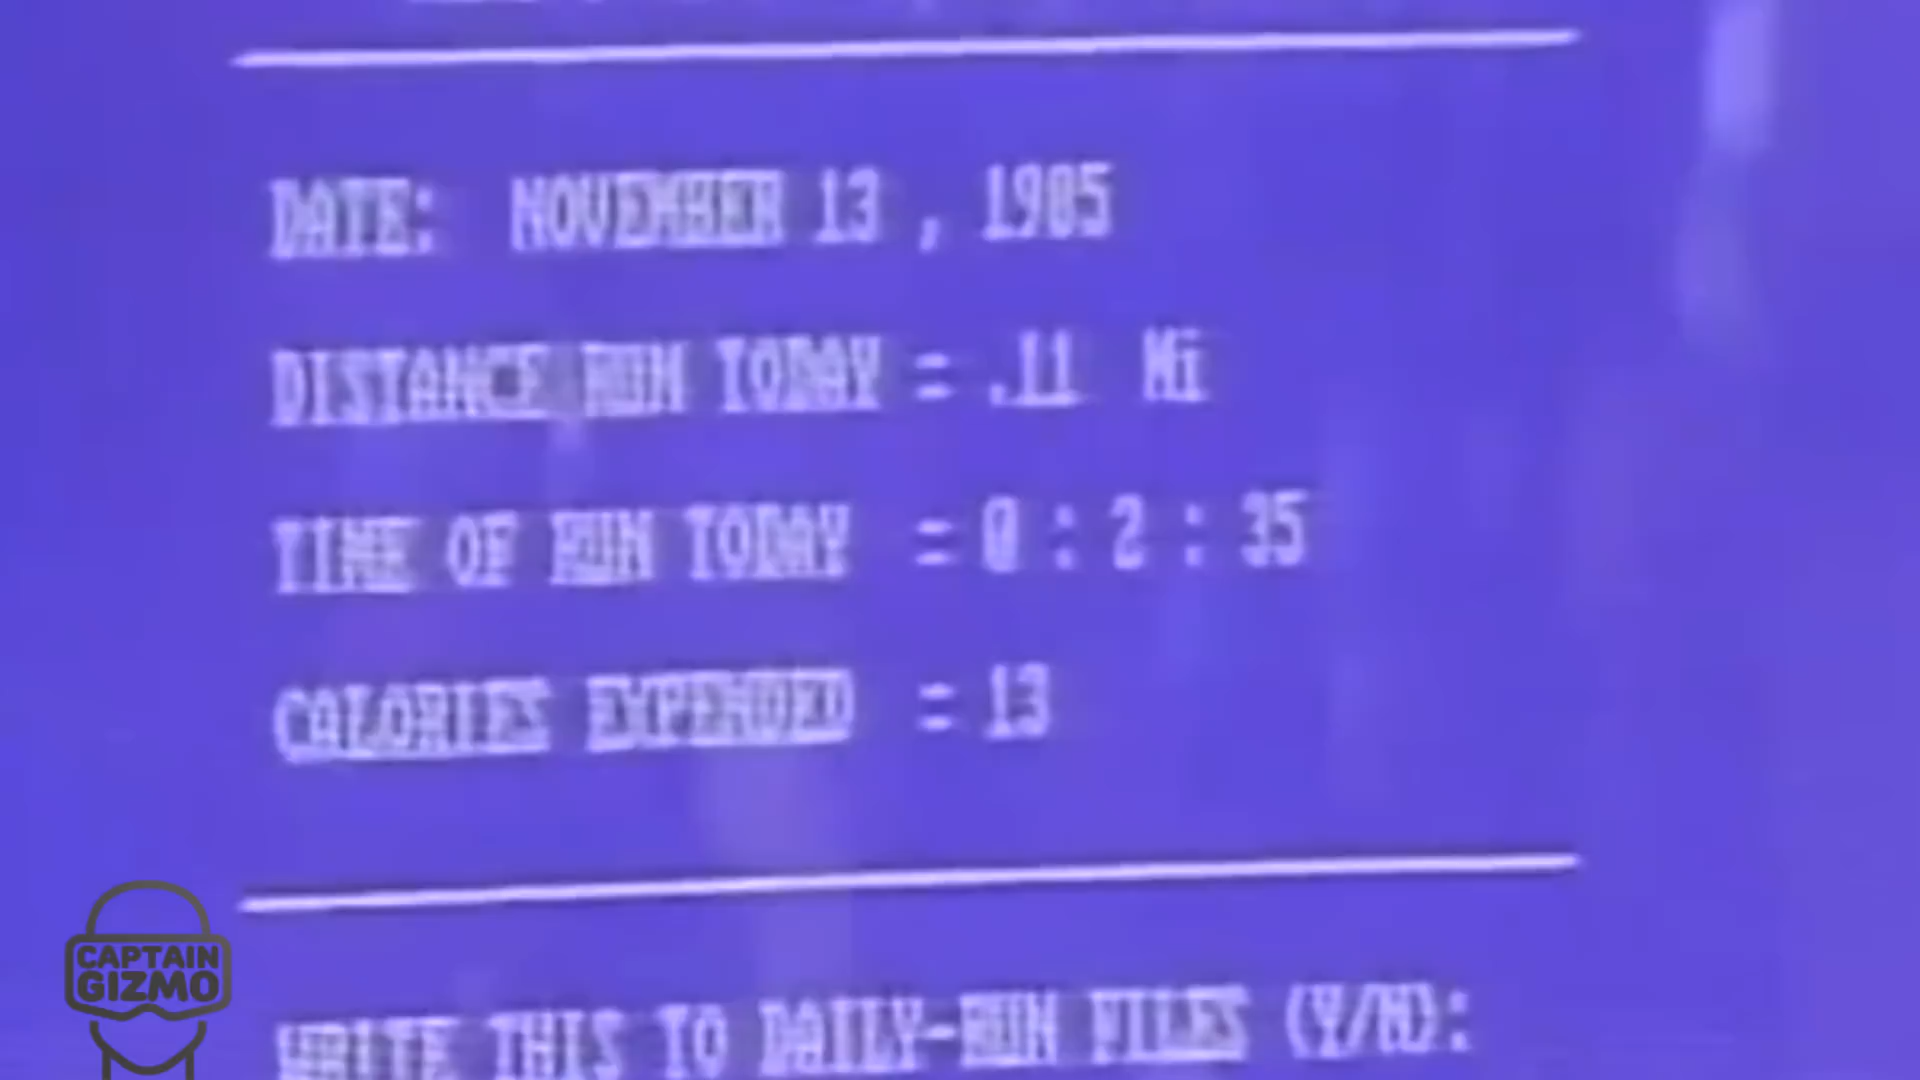 DATE: NOVEMBER 13 , 1985
DISTANCE RUN TODAY = .11 Mi
TIME OF RUN TODAY = 0 : 2 : 35
CALORIES EXPENDED = 13
WRITE THIS TO DAILY-RUN FILES (Y/N):
CAPTAIN
GIZMO